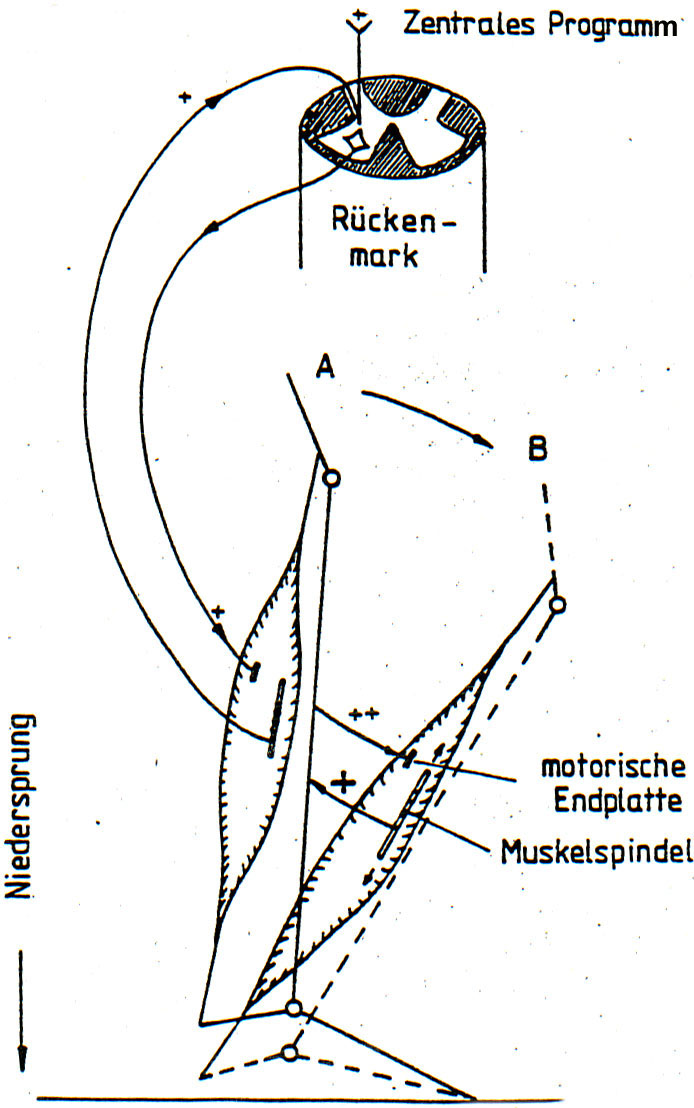 + Zentrales Programm
+
Rücken-
mark
A
B
+
++
+
motorische
Endplatte
Muskelspindel
Niedersprung